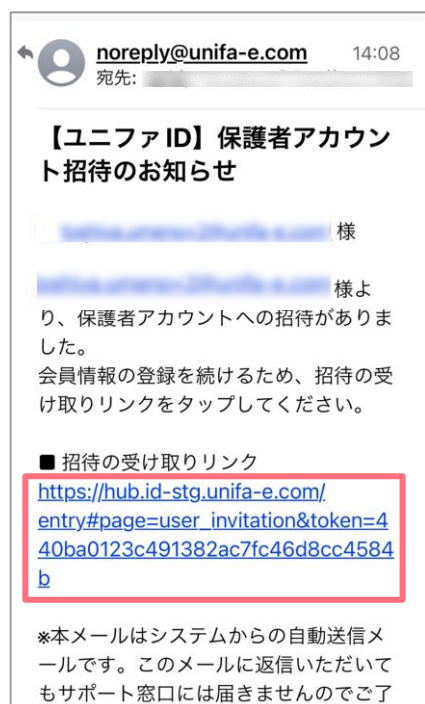 noreply@unifa-e.com 14:08
宛先:
【ユニファID】保護者アカウン
ト招待のお知らせ
様
様よ
り、保護者アカウントへの招待がありま
した。
会員情報の登録を続けるため、招待の受
け取りリンクをタップしてください。
■ 招待の受け取りリンク
https://hub.id-stg.unifa-e.com/
entry#page=user_invitation&token=4
40ba0123c491382ac7fc46d8cc4584
b
※本メールはシステムからの自動送信メ
ールです。このメールに返信いただいて
もサポート窓口には届きませんのでご了